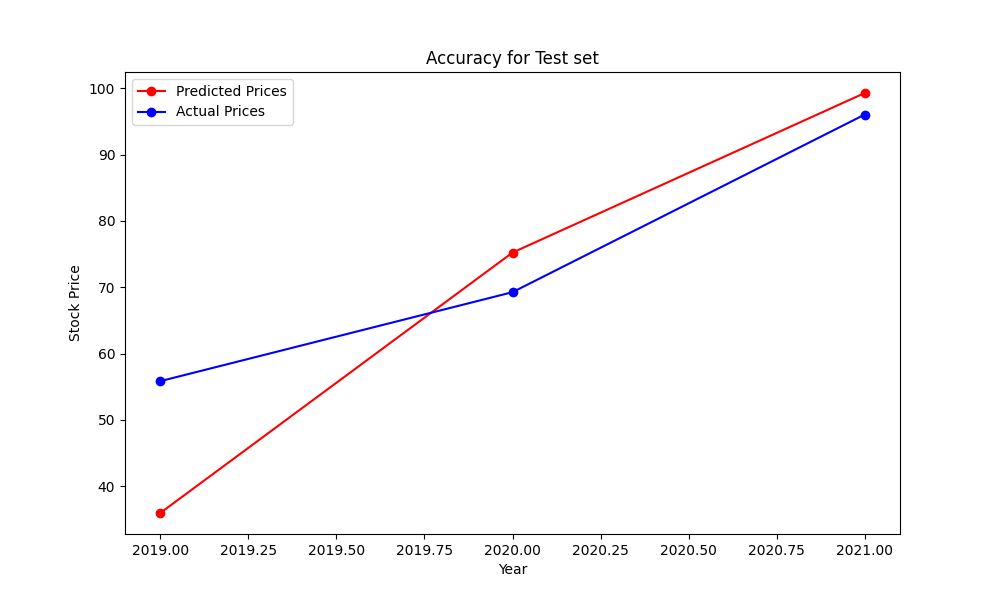 Accuracy for Test set
Predicted Prices
Actual Prices
100
90
80
70
60
50
40
Stock Price
2019.00 2019.25 2019.50 2019.75 2020.00 2020.25 2020.50 2020.75 2021.00
Year